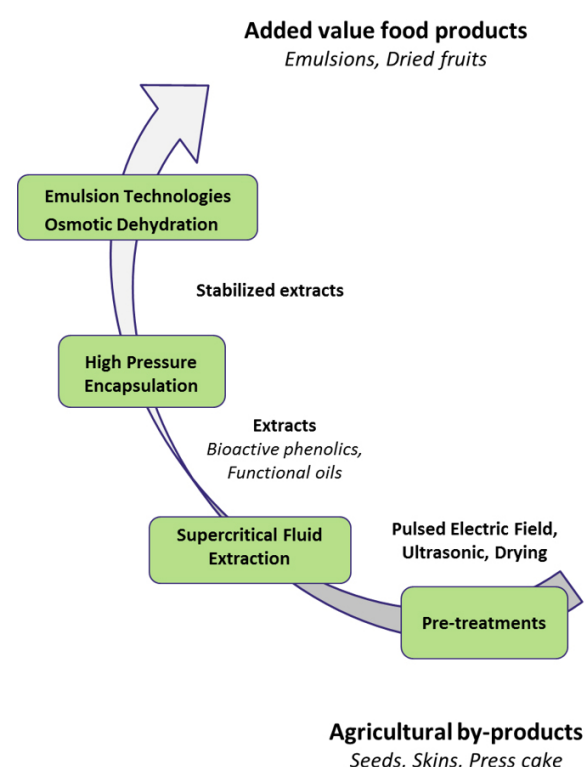 Added value food products
Emulsions, Dried fruits
Emulsion Technologies
Osmotic Dehydration
Stabilized extracts
High Pressure
Encapsulation
Extracts
Bioactive phenolics,
Functional oils
Supercritical Fluid
Extraction
Pulsed Electric Field,
Ultrasonic, Drying
Pre-treatments
Agricultural by-products
Seeds, Skins, Press cake